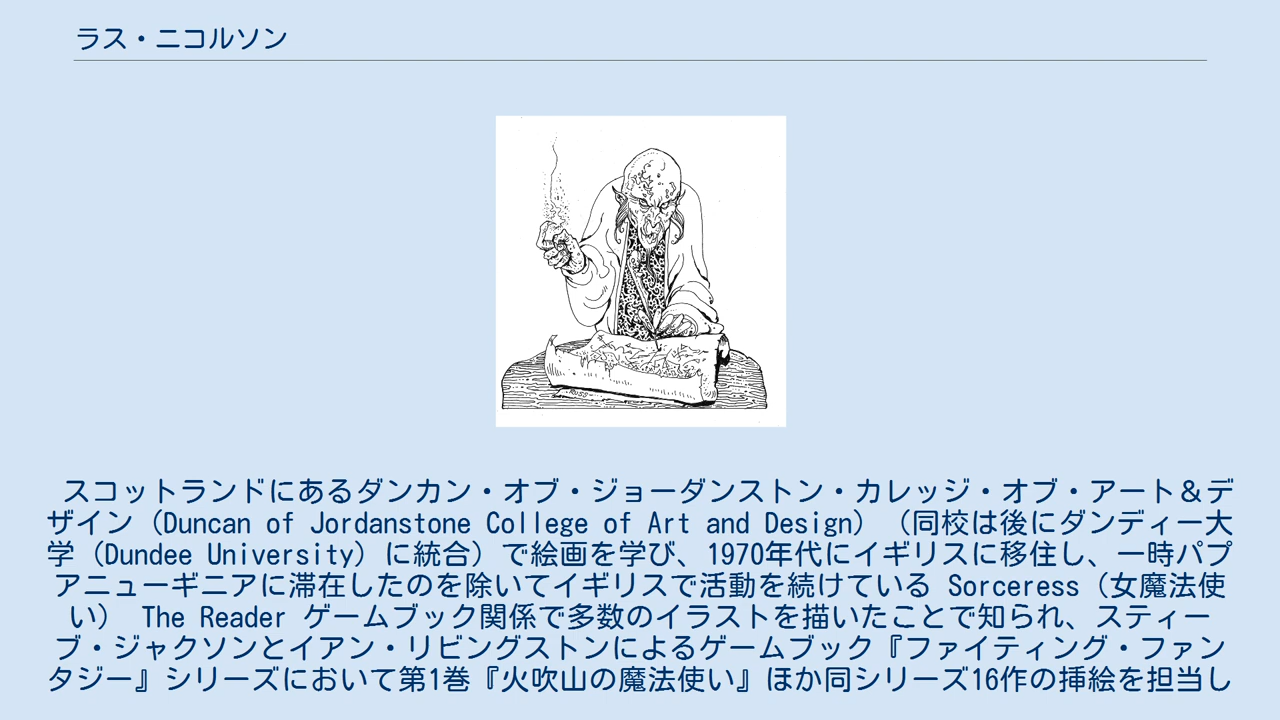 ラス・ニコルソン
スコットランドにあるダンカン・オブ・ジョーダンストン・カレッジ・オブ・アート＆デ
ザイン（Duncan of Jordanstone College of Art and Design）（同校は後にダンディー大
学（Dundee University）に統合）で絵画を学び、1970年代にイギリスに移住し、一時パプ
アニューギニアに滞在したのを除いてイギリスで活動を続けている Sorceress（女魔法使
い） The Reader ゲームブック関係で多数のイラストを描いたことで知られ、スティー
ブ・ジャクソンとイアン・リビングストンによるゲームブック『ファイティング・ファン
タジー』シリーズにおいて第1巻『火吹山の魔法使い』ほか同シリーズ16作の挿絵を担当し